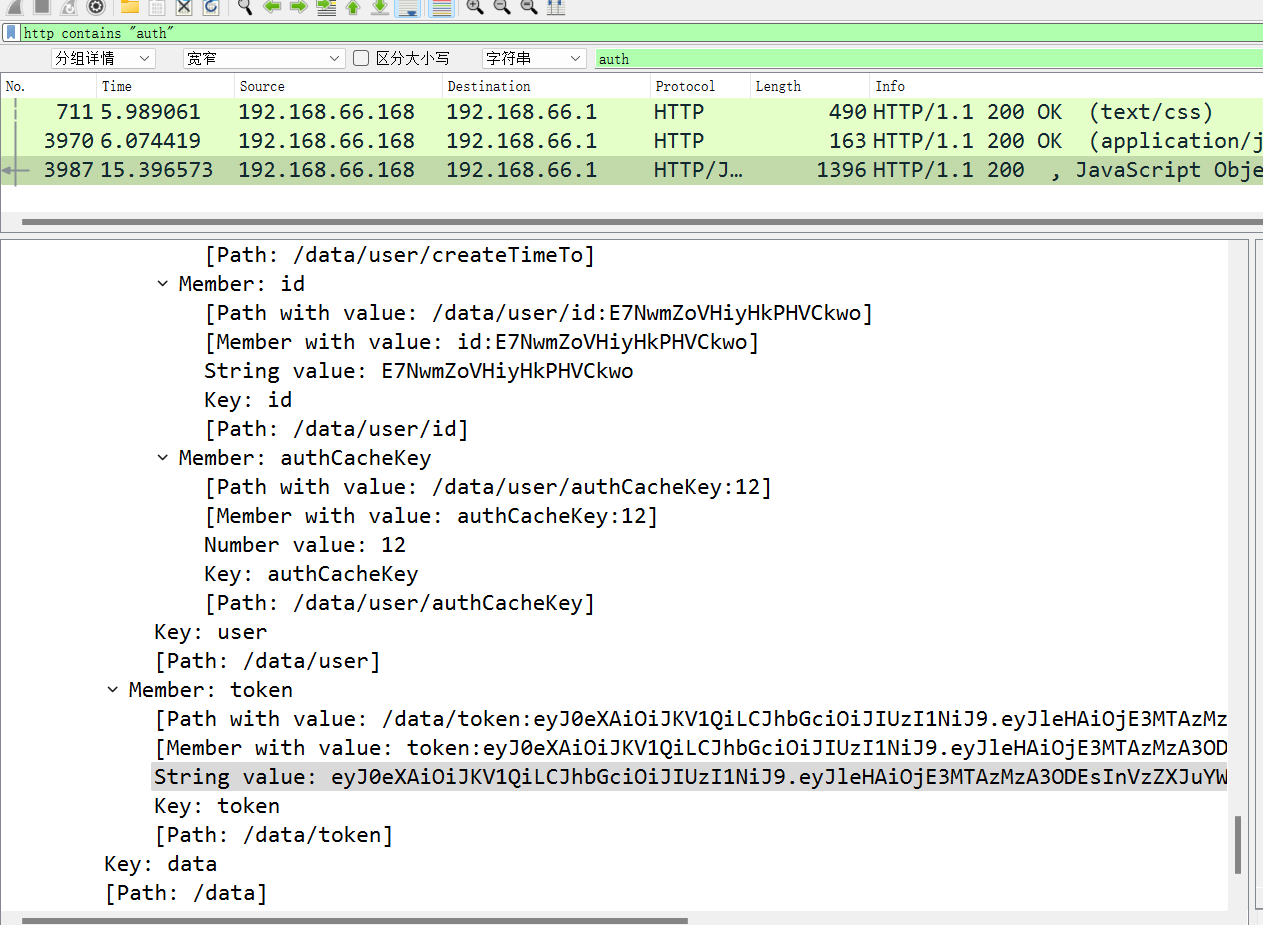 http contains "auth"
分组详情 宽窄 区分大小写 字符串 auth
No. Time Source Destination Protocol Length Info
711 5.989061 192.168.66.168 192.168.66.1 HTTP 490 HTTP/1.1 200 OK (text/css)
3970 6.074419 192.168.66.168 192.168.66.1 HTTP 163 HTTP/1.1 200 OK (application/j
3987 15.396573 192.168.66.168 192.168.66.1 HTTP/J… 1396 HTTP/1.1 200 , JavaScript Obje
[Path: /data/user/createTimeTo]
Member: id
[Path with value: /data/user/id:E7NwmZoVHiyHkPHVCkwo]
[Member with value: id:E7NwmZoVHiyHkPHVCkwo]
String value: E7NwmZoVHiyHkPHVCkwo
Key: id
[Path: /data/user/id]
Member: authCacheKey
[Path with value: /data/user/authCacheKey:12]
[Member with value: authCacheKey:12]
Number value: 12
Key: authCacheKey
[Path: /data/user/authCacheKey]
Key: user
[Path: /data/user]
Member: token
[Path with value: /data/token:eyJ0eXAiOiJKV1QiLCJhbGciOiJIUzI1NiJ9.eyJleHAiOjE3MTAzMz
[Member with value: token:eyJ0eXAiOiJKV1QiLCJhbGciOiJIUzI1NiJ9.eyJleHAiOjE3MTAzMzA3OD
String value: eyJ0eXAiOiJKV1QiLCJhbGciOiJIUzI1NiJ9.eyJleHAiOjE3MTAzMzA3ODEsInVzZXJuYW
Key: token
[Path: /data/token]
Key: data
[Path: /data]